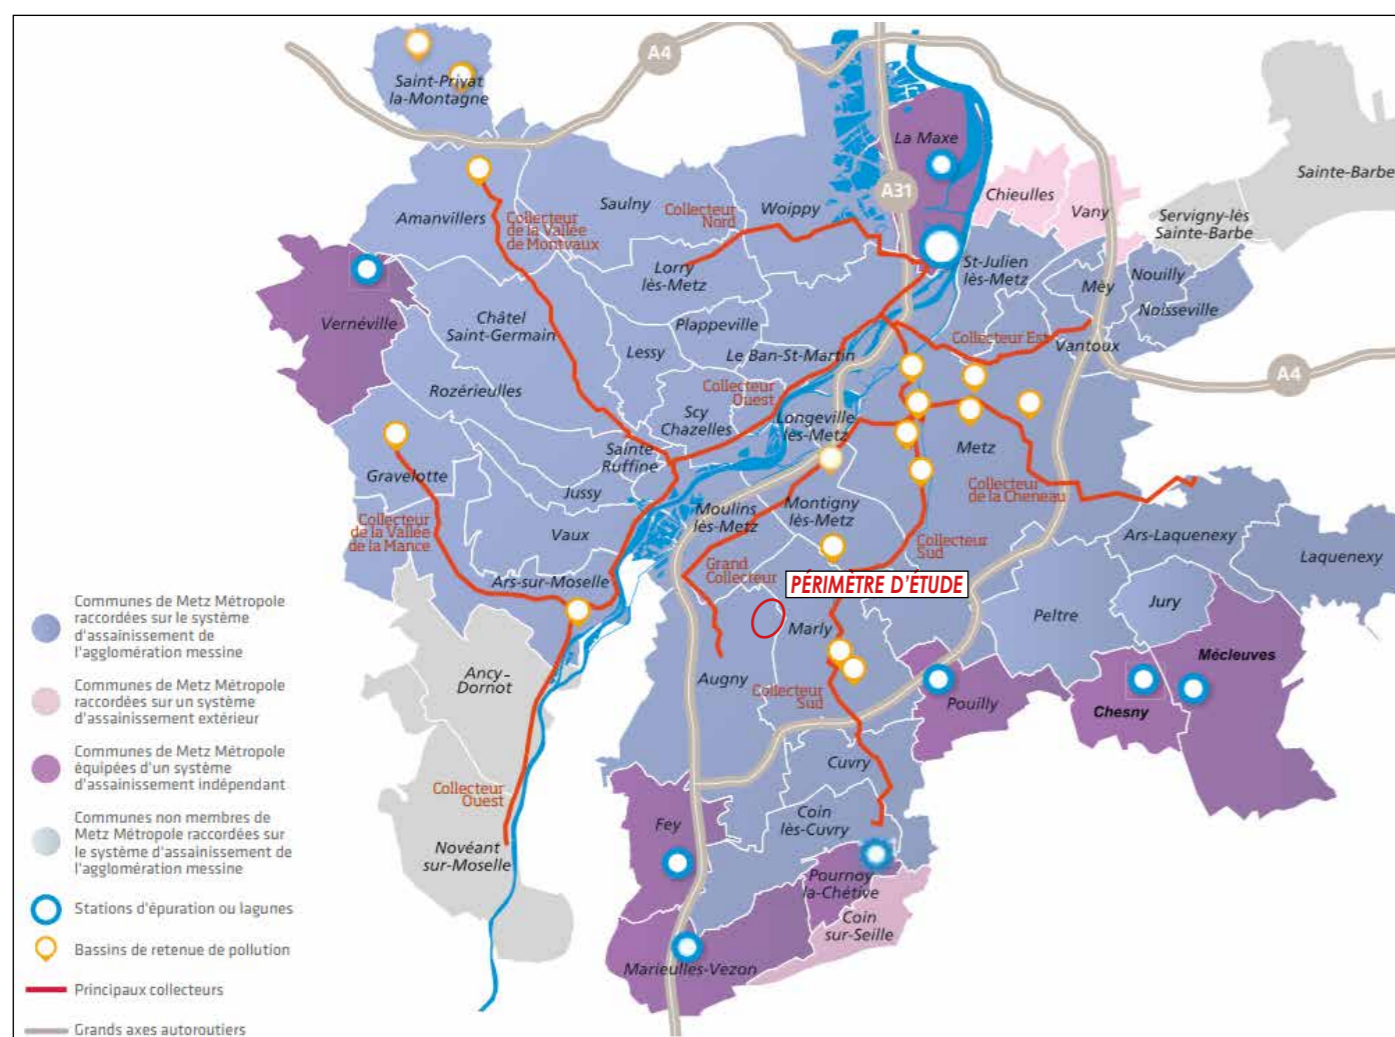 A4
Saint-Privat
la-Montagne
La Maxe
A31
Sainte-Barbe
Chieulles
Vany
Servigny-lès
Sainte-Barbe
Amanvillers
Collecteur
de la Vallée
de Montvaux
Saulny
Collecteur
Nord
Woippy
Lorry
lès-Metz
St-Julien
lès-Metz
Mey
Nouilly
Noisseville
Vernéville
Châtel
Saint-Germain
Plappeville
Lessy
Le Ban-St-Martin
Collecteur Est
Vantoux
A4
Rozérieulles
Collecteur
Ouest
Scy
Chazelles
Longeville
lès-Metz
Metz
Sainte
Ruffine
Gravelotte
Jussy
Collecteur
de la Cheneau
Collecteur
de la Vallée
de la Mance
Vaux
Moulins
lès-Metz
Montigny
lès-Metz
Collecteur
Sud
Ars-Laquenexy
Laquenexy
Ars-sur-Moselle
Grand
Collecteur
PÉRIMÈTRE D'ÉTUDE
Marly
Peltre
Jury
Mécleuves
Ancy-
Dornot
Augny
Collecteur
Sud
Pouilly
Chesny
Cuvry
Collecteur
Ouest
Novéant
sur-Moselle
Fey
Coin
lès-Cuvry
Pournoy
la-Chétive
Coin
sur-Seille
Marieulles-Vezon
Communes de Metz Métropole
raccordées sur le système
d'assainissement de
l'agglomération messine
Communes de Metz Métropole
raccordées sur un système
d'assainissement extérieur
Communes de Metz Métropole
équipées d'un système
d'assainissement indépendant
Communes non membres de
Metz Métropole raccordées sur
le système d'assainissement de
l'agglomération messine
Stations d'épuration ou lagunes
Bassins de retenue de pollution
Principaux collecteurs
Grands axes autoroutiers